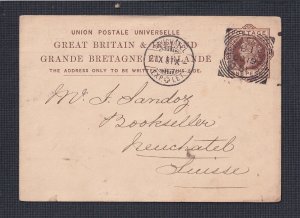 UNION POSTALE UNIVERSELLE
GREAT BRITAIN & IRELAND
GRANDE BRETAGNE & IRLANDE
THE ADDRESS ONLY TO BE WRITTEN ON THIS SIDE
POSTAGE
Mr. J. Sandoz
Bookseller
Neuchatel
Suisse